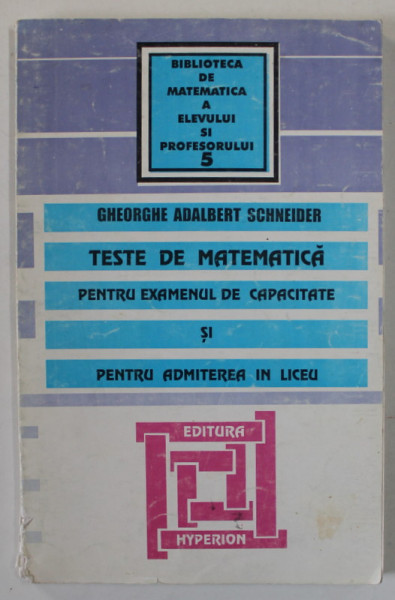 BIBLIOTECA
DE
MATEMATICA
A
ELEVULUI
SI
PROFESORULUI
5
GHEORGHE ADALBERT SCHNEIDER
TESTE DE MATEMATICĂ
PENTRU EXAMENUL DE CAPACITATE
ȘI
PENTRU ADMITEREA IN LICEU
EDITURA
HYPERION